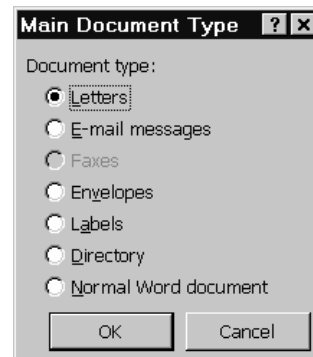 Main Document Type ? ×
Document type:
Letters
E-mail messages
Faxes
Envelopes
Labels
Directory
Normal Word document
OK Cancel